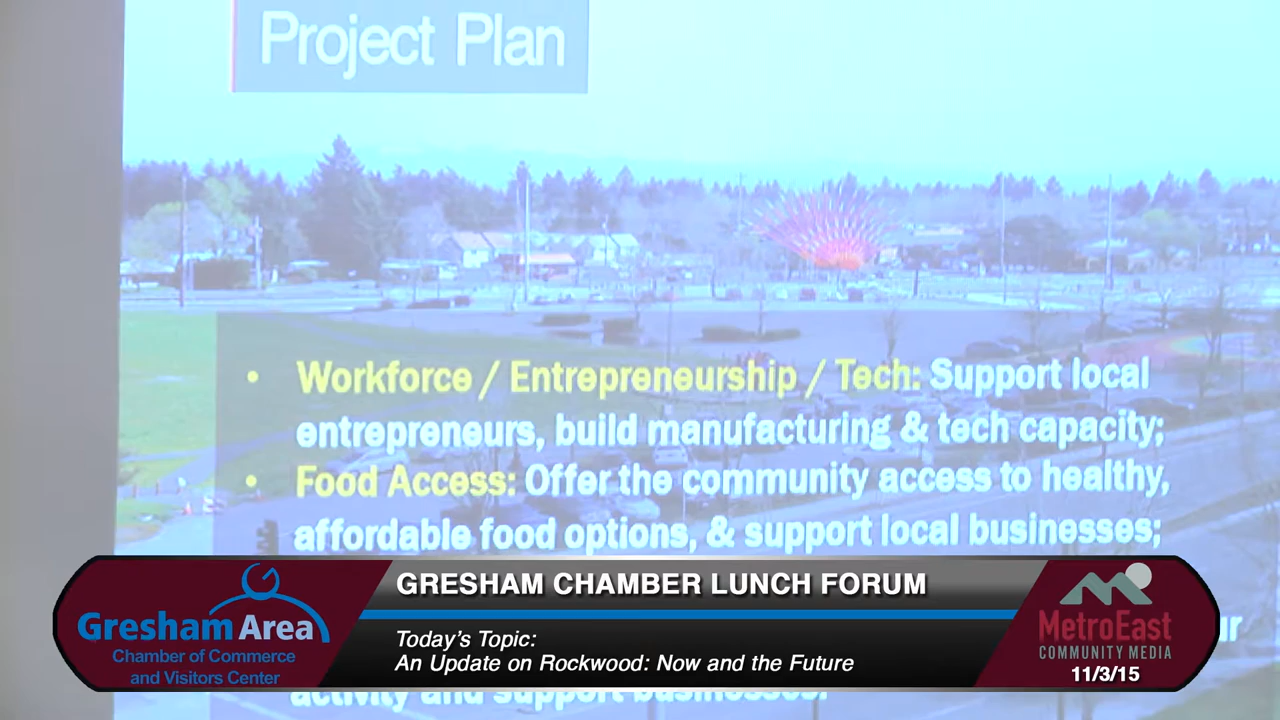 Project Plan
• Workforce / Entrepreneurship / Tech: Support local
entrepreneurs, build manufacturing & tech capacity;
• Food Access: Offer the community access to healthy,
affordable food options, & support local businesses;
GRESHAM CHAMBER LUNCH FORUM
Today's Topic:
An Update on Rockwood: Now and the Future
Gresham Area
Chamber of Commerce
and Visitors Center
MetroEast
COMMUNITY MEDIA
11/3/15
activity and support businesses.